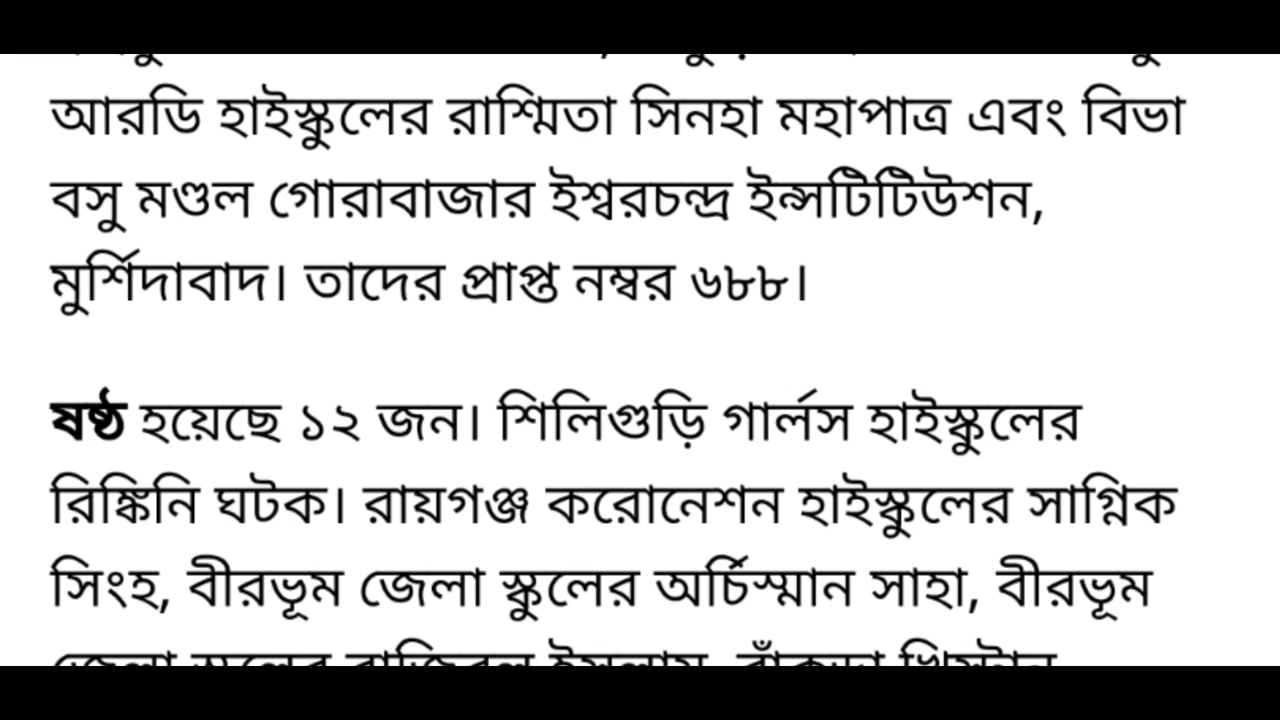 আরডি হাইস্কুলের রাশ্মিতা সিনহা মহাপাত্র এবং বিভা
বসু মণ্ডল গোরাবাজার ইশ্বরচন্দ্র ইন্সটিটিউশন,
মুর্শিদাবাদ। তাদের প্রাপ্ত নম্বর ৬৮৮।
ষষ্ঠ হয়েছে ১২ জন। শিলিগুড়ি গার্লস হাইস্কুলের
রিঙ্কিনি ঘটক। রায়গঞ্জ করোনেশন হাইস্কুলের সাগ্নিক
সিংহ, বীরভূম জেলা স্কুলের অর্চিস্মান সাহা, বীরভূম
জেলা স্কুলের রাজিবুল ইসলাম, বাঁকুড়া খ্রিস্টান